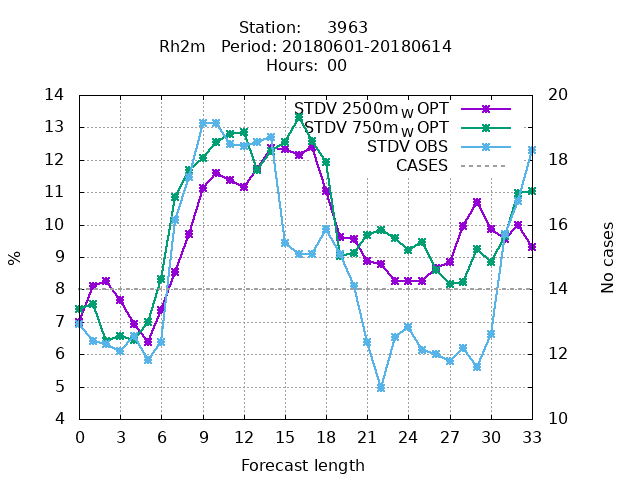 Station: 3963
Rh2m Period: 20180601-20180614
Hours: 00
14
13
12
11
10
9
8
7
6
5
4
%
STDV 2500m_W OPT
STDV 750m_W OPT
STDV OBS
CASES
20
18
16
14
12
10
No cases
0 3 6 9 12 15 18 21 24 27 30 33
Forecast length